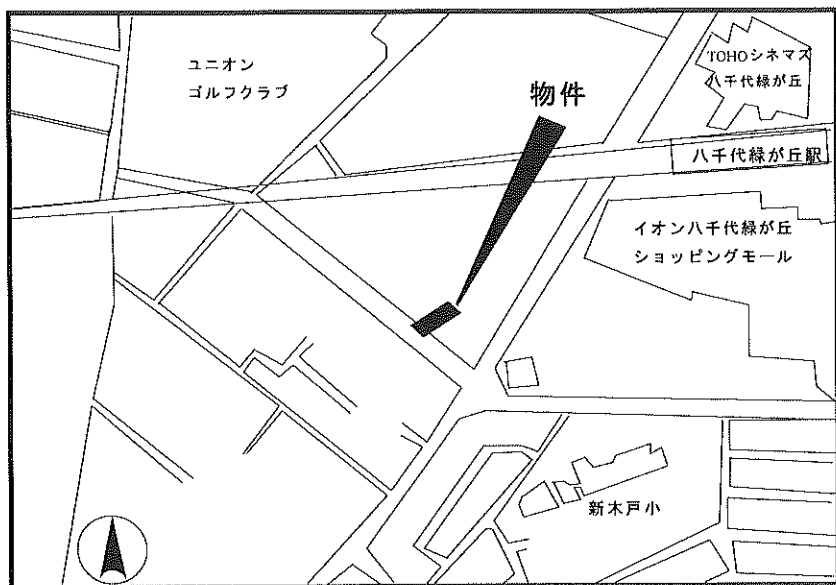 ユニオン
ゴルフクラブ
物件
TOHOシネマズ
八千代緑が丘
八千代緑が丘駅
イオン八千代緑が丘
ショッピングモール
新木戸小